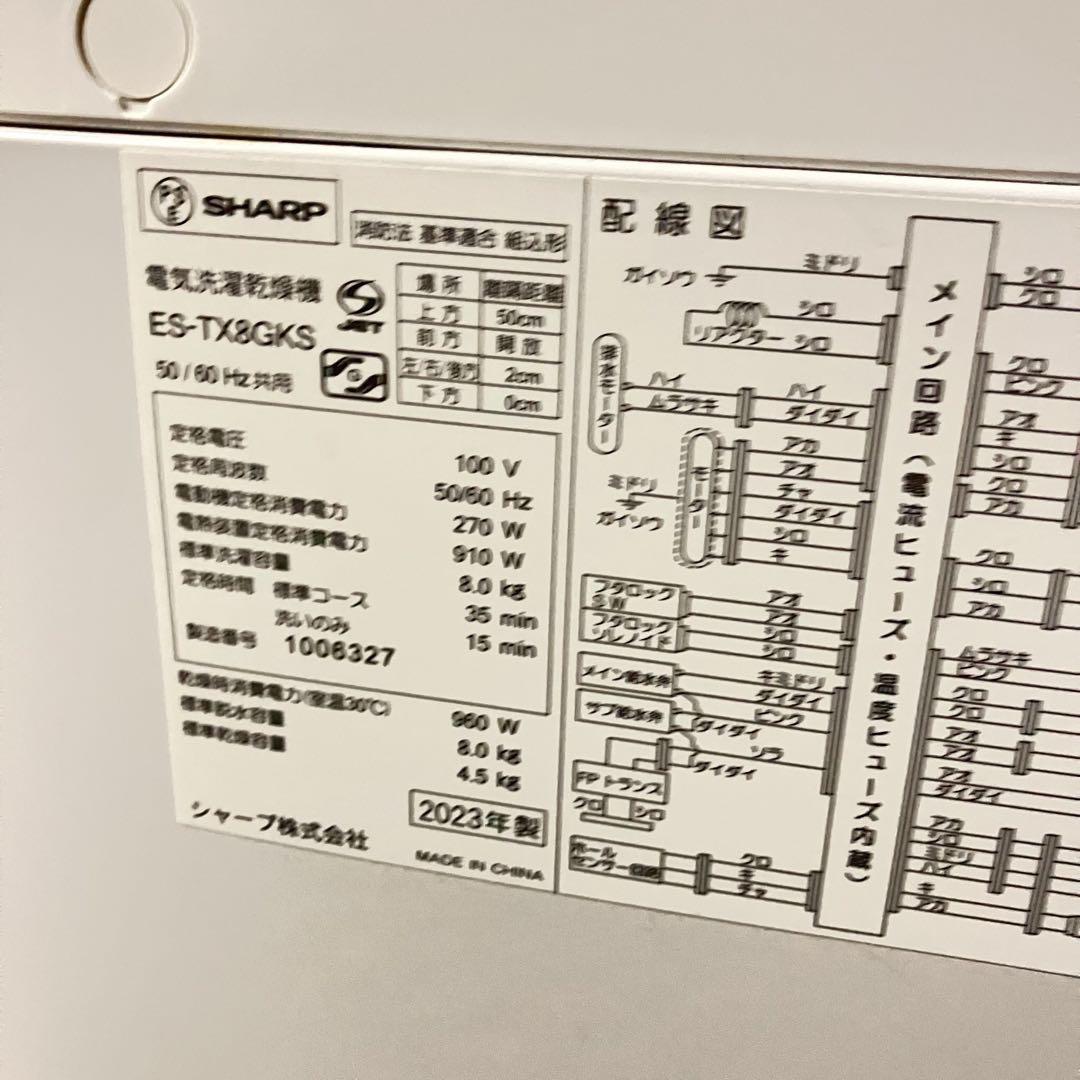 PSE SHARP
消防法 基準適合 組込形
電気洗濯乾燥機
ES-TX8GKS
50/60Hz共用
JET
S
場所 離隔距離
上方 50cm
前方 開放
左/右/後方 2cm
下方 0cm
定格電圧 100 V
定格周波数 50/60 Hz
電動機定格消費電力 270 W
電熱装置定格消費電力 910 W
標準洗濯容量 8.0 kg
定格時間 標準コース 35 min
洗いのみ 15 min
製造番号 1006327
乾燥時消費電力(室温30℃) 960 W
標準脱水容量 8.0 kg
標準乾燥容量 4.5 kg
シャープ株式会社
2023年製
MADE IN CHINA
配線図
ガイソウ
ミドリ
リアクター
シロ
シロ
排水モーター
ハイ
ムラサキ
ハイ
ダイダイ
モーター
ミドリ
ガイソウ
アカ
アオ
チャ
ダイダイ
シロ
キ
フタロック
SW
アオ
アオ
フタロック
ソレノイド
シロ
シロ
メイン給水弁
キミドリ
ダイダイ
サブ給水弁
ピンク
ダイダイ
ソラ
ダイダイ
FPトランス
クロ
シロ
ホール
センサー回路
クロ
キ
チャ
メイン回路(電流ヒューズ・温度ヒューズ内蔵)
シロ
クロ
クロ
ピンク
アオ
キ
シロ
クロ
アカ
クロ
シロ
アカ
ムラサキ
ピンク
クロ
クロ
アオ
アオ
アオ
ダイダイ
アカ
シロ
ミドリ
ハイ
キ
アカ